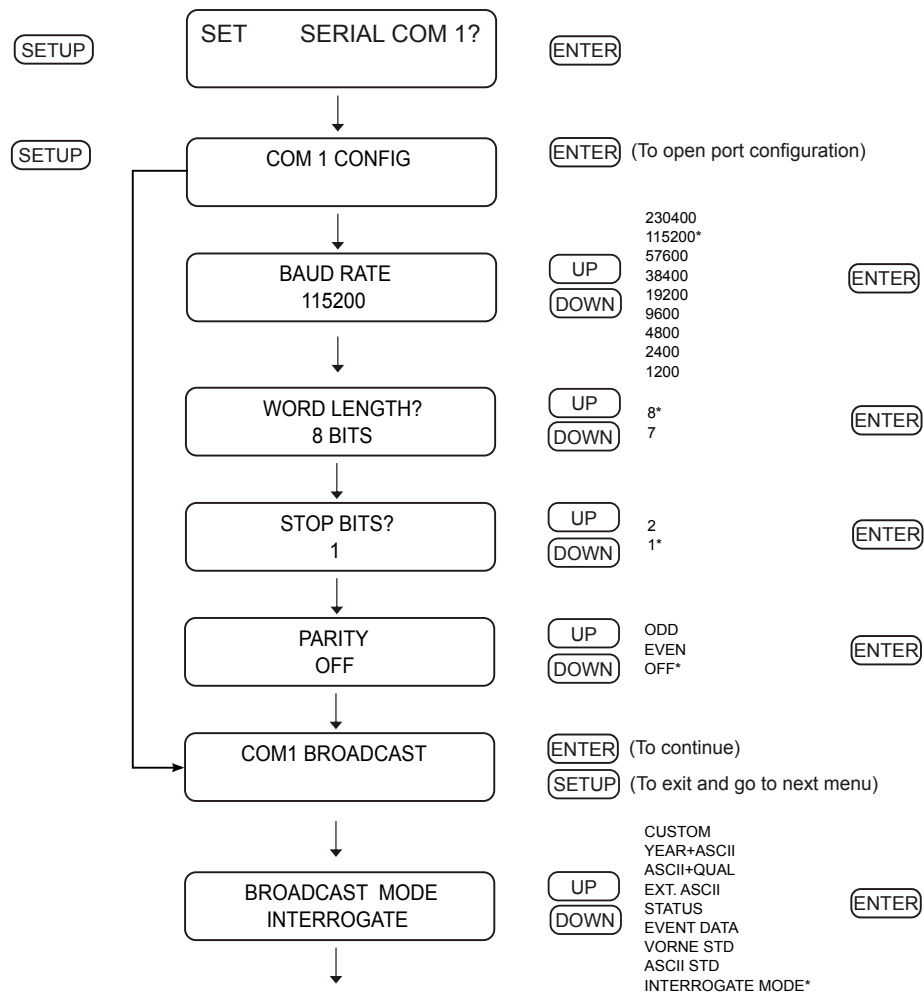 SETUP
SET SERIAL COM 1?
ENTER
SETUP
COM 1 CONFIG
ENTER (To open port configuration)
BAUD RATE
115200
UP
DOWN
230400
115200*
57600
38400
19200
9600
4800
2400
1200
ENTER
WORD LENGTH?
8 BITS
UP
DOWN
8*
7
ENTER
STOP BITS?
1
UP
DOWN
2
1*
ENTER
PARITY
OFF
UP
DOWN
ODD
EVEN
OFF*
ENTER
COM1 BROADCAST
ENTER (To continue)
SETUP (To exit and go to next menu)
BROADCAST MODE
INTERROGATE
UP
DOWN
CUSTOM
YEAR+ASCII
ASCII+QUAL
EXT. ASCII
STATUS
EVENT DATA
VORNE STD
ASCII STD
INTERROGATE MODE*
ENTER